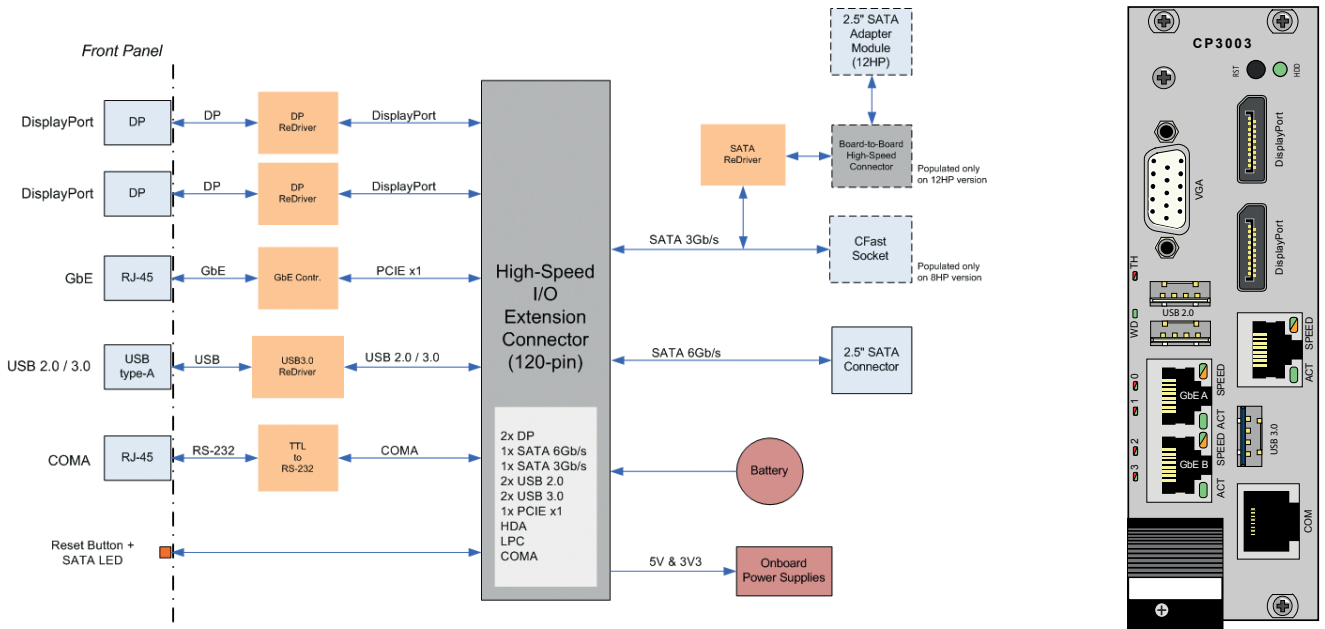 Front Panel
DisplayPort
DP
DP
DP
ReDriver
DisplayPort
DisplayPort
DP
DP
DP
ReDriver
DisplayPort
GbE
RJ-45
GbE
GbE Contr.
PCIE x1
USB 2.0 / 3.0
USB
type-A
USB
USB3.0
ReDriver
USB 2.0 / 3.0
COMA
RJ-45
RS-232
TTL
to
RS-232
COMA
Reset Button +
SATA LED
High-Speed
I/O
Extension
Connector
(120-pin)
2x DP
1x SATA 6Gb/s
1x SATA 3Gb/s
2x USB 2.0
2x USB 3.0
1x PCIE x1
HDA
LPC
COMA
2.5" SATA
Adapter
Module
(12HP)
SATA
ReDriver
Board-to-Board
High-Speed
Connector
Populated only
on 12HP version
SATA 3Gb/s
CFast
Socket
Populated only
on 8HP version
SATA 6Gb/s
2.5" SATA
Connector
Battery
5V & 3V3
Onboard
Power Supplies
CP3003
RST
HDD
DisplayPort
VGA
DisplayPort
TH
USB 2.0
WD
SPEED
ACT
0
1
2
3
GbE A
SPEED
ACT
GbE B
SPEED
ACT
USB 3.0
COM